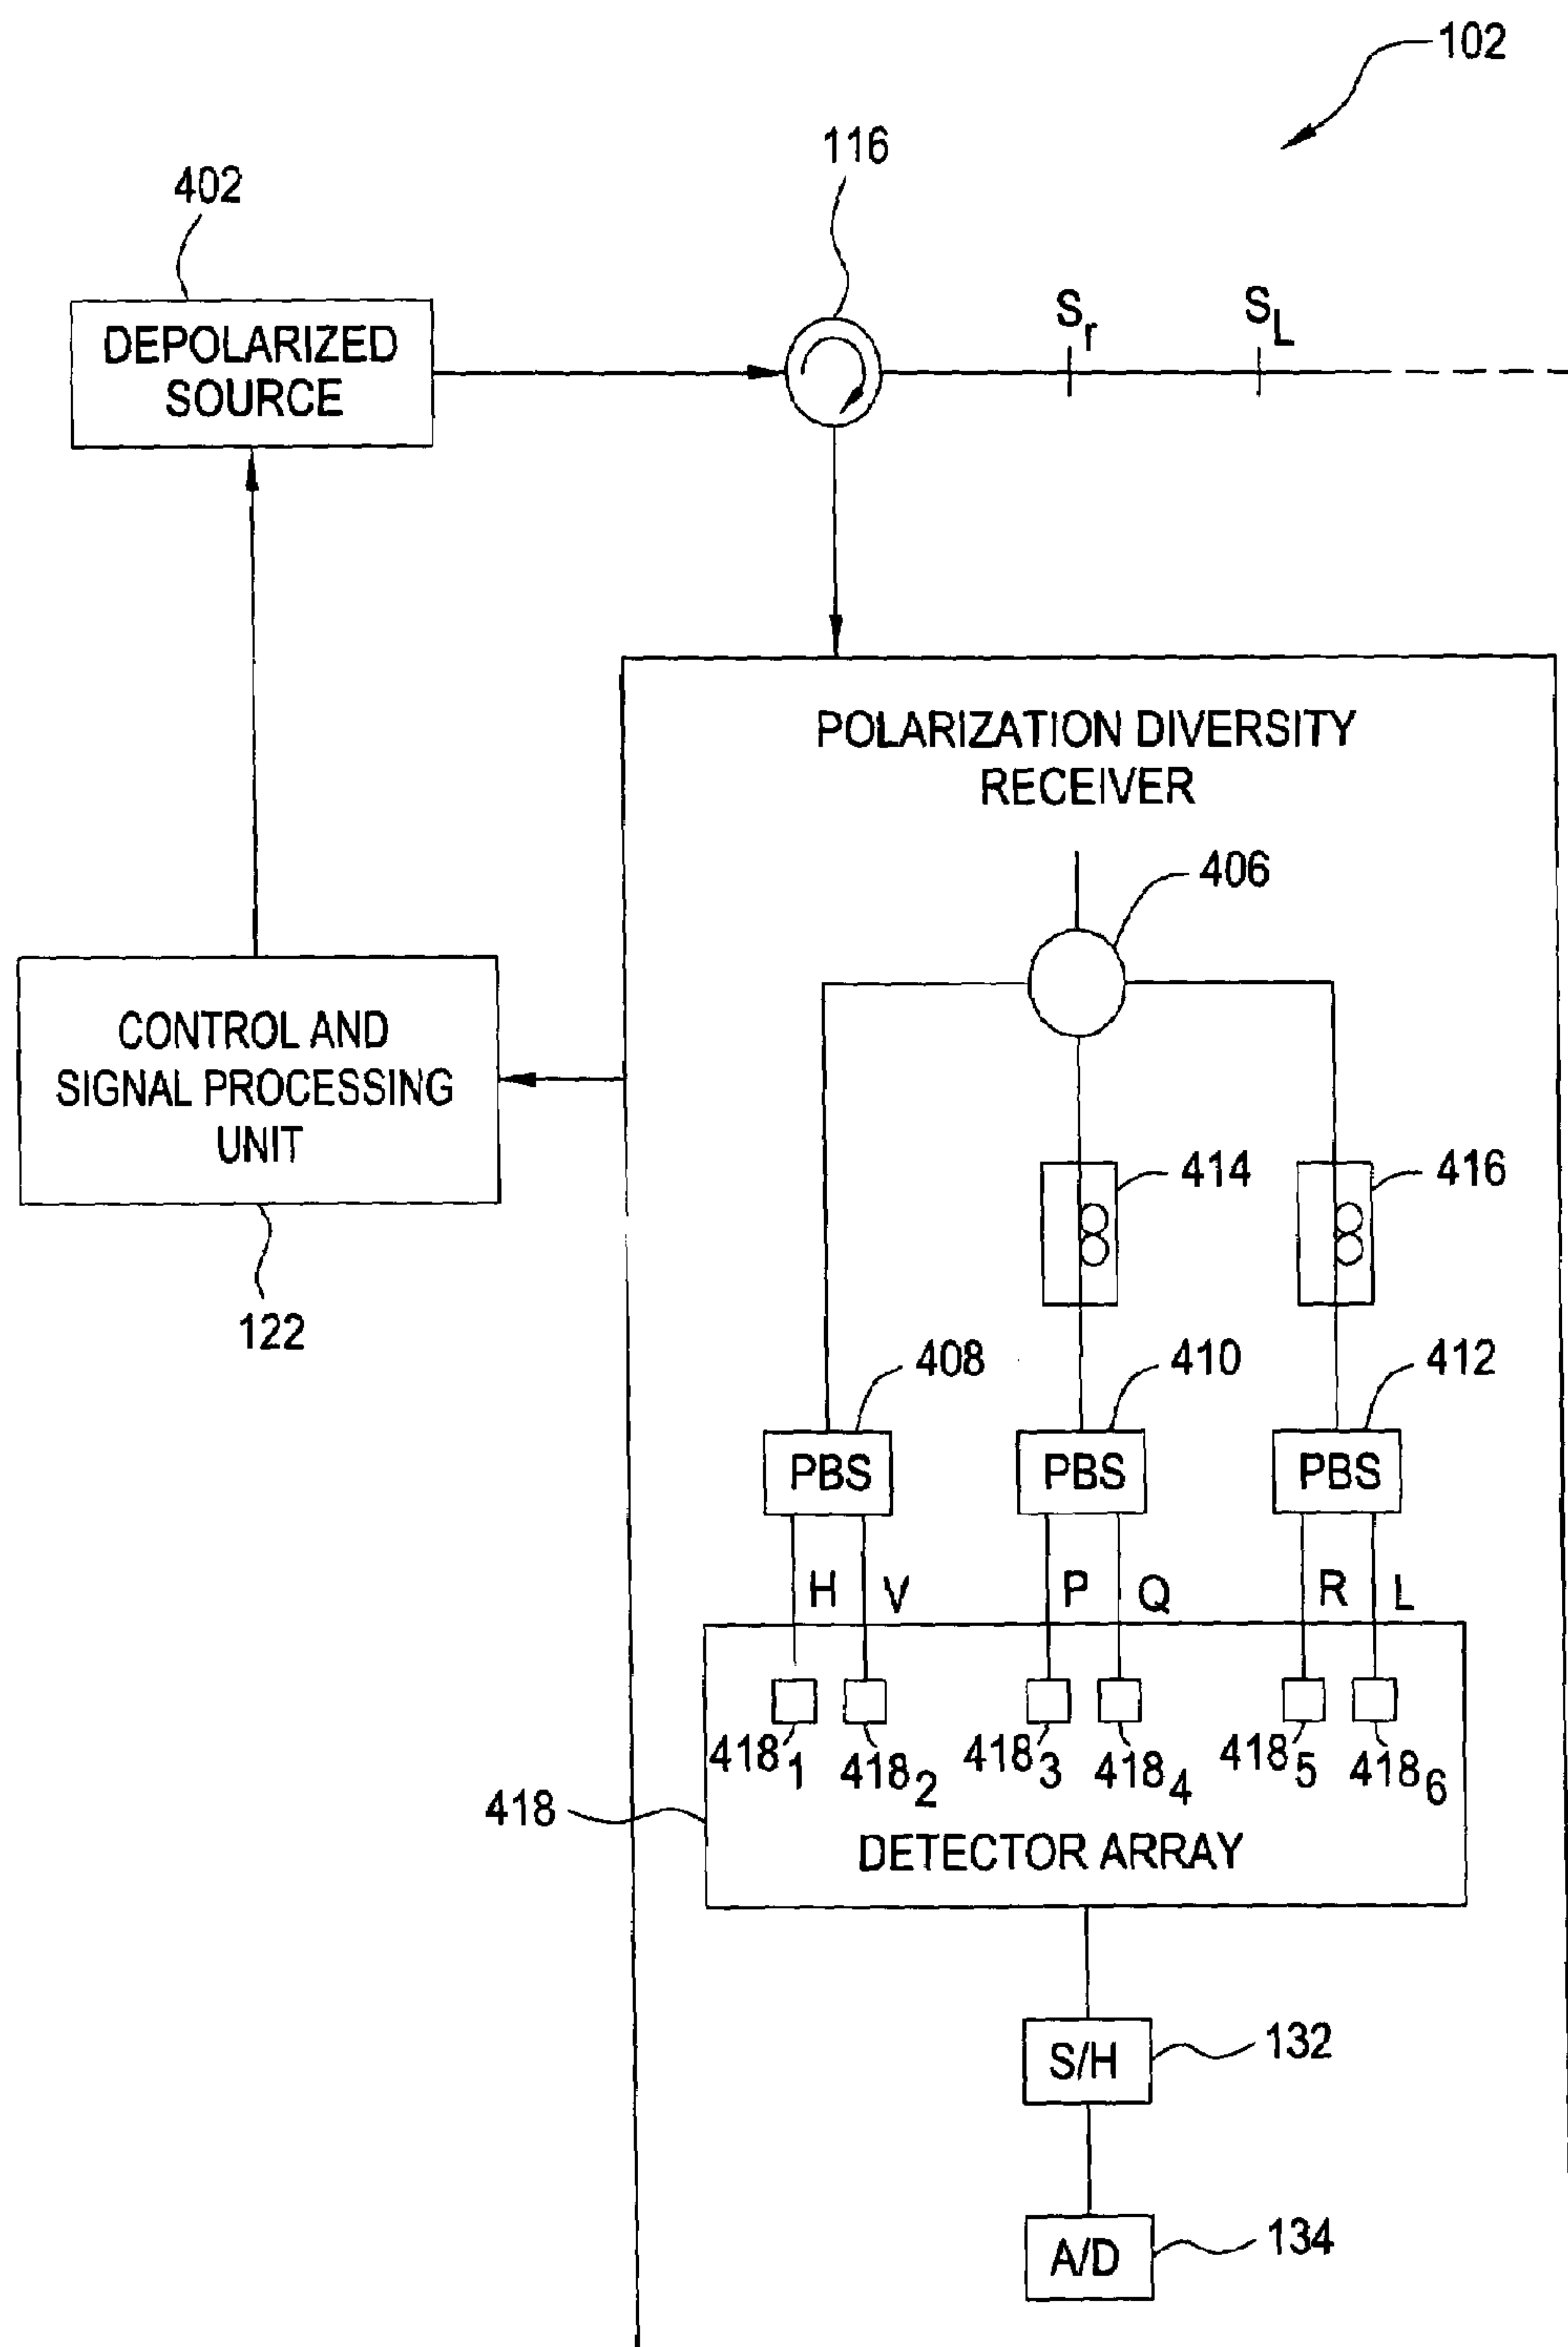 102
116
402
DEPOLARIZED
SOURCE
Sr
SL
POLARIZATION DIVERSITY
RECEIVER
406
CONTROL AND
SIGNAL PROCESSING
UNIT
122
414
416
408
410
412
PBS
PBS
PBS
H V P Q R L
418₁ 418₂ 418₃ 418₄ 418₅ 418₆
418
DETECTOR ARRAY
S/H
132
A/D
134